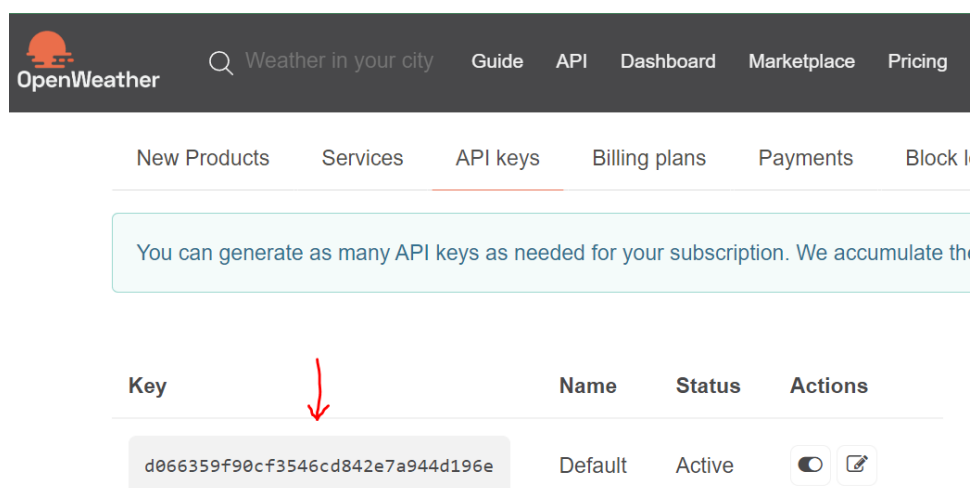 OpenWeather
Weather in your city
Guide
API
Dashboard
Marketplace
Pricing
New Products
Services
API keys
Billing plans
Payments
Block l
You can generate as many API keys as needed for your subscription. We accumulate the
Key
Name
Status
Actions
d066359f90cf3546cd842e7a944d196e
Default
Active